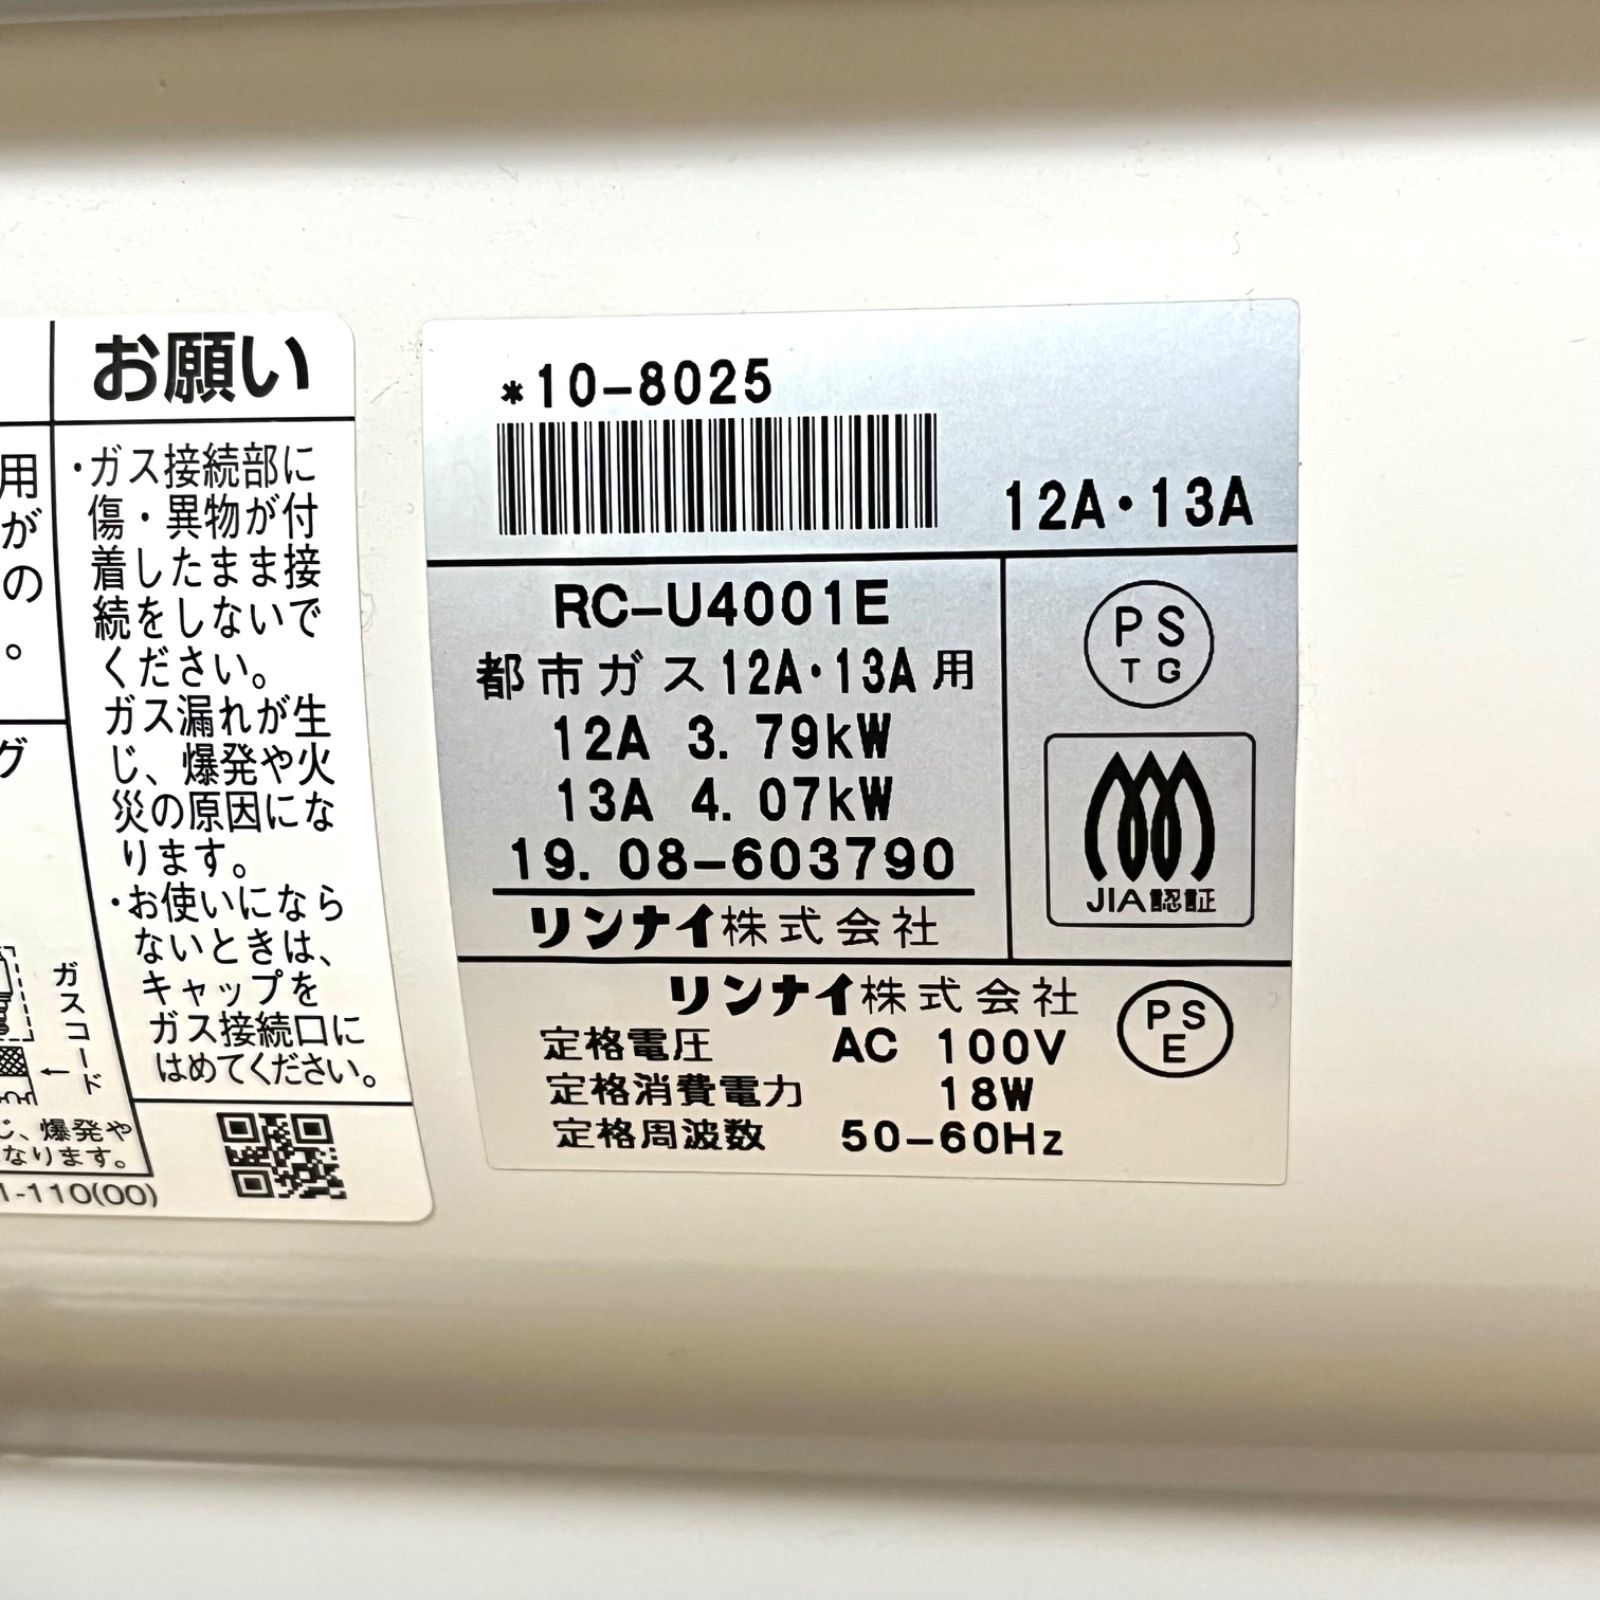 用
が
の
。
グ
ガスコード
じ、爆発や
なります。
1-110(00)
お願い
・ガス接続部に
傷・異物が付
着したまま接
続をしないで
ください。
ガス漏れが生
じ、爆発や火
災の原因にな
ります。
・お使いになら
ないときは、
キャップを
ガス接続口に
はめてください。
*10-8025
12A・13A
RC-U4001E
都市ガス12A・13A用
12A 3.79kW
13A 4.07kW
19.08-603790
リンナイ株式会社
PS
TG
JIA認証
リンナイ株式会社
定格電圧 AC 100V
定格消費電力 18W
定格周波数 50-60Hz
PS
E